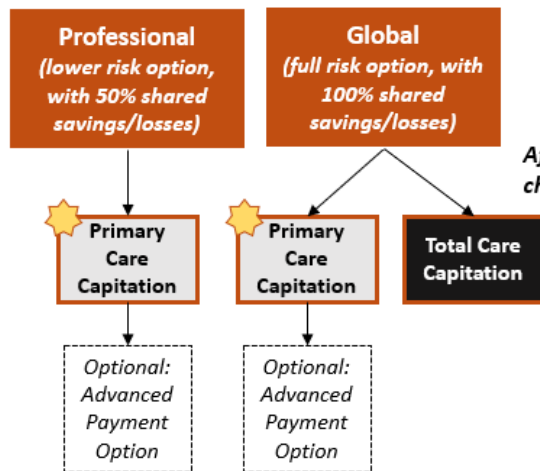 Professional
(lower risk option,
with 50% shared
savings/losses)
Global
(full risk option, with
100% shared
savings/losses)
Primary
Care
Capitation
Primary
Care
Capitation
Total Care
Capitation
Optional:
Advanced
Payment
Option
Optional:
Advanced
Payment
Option